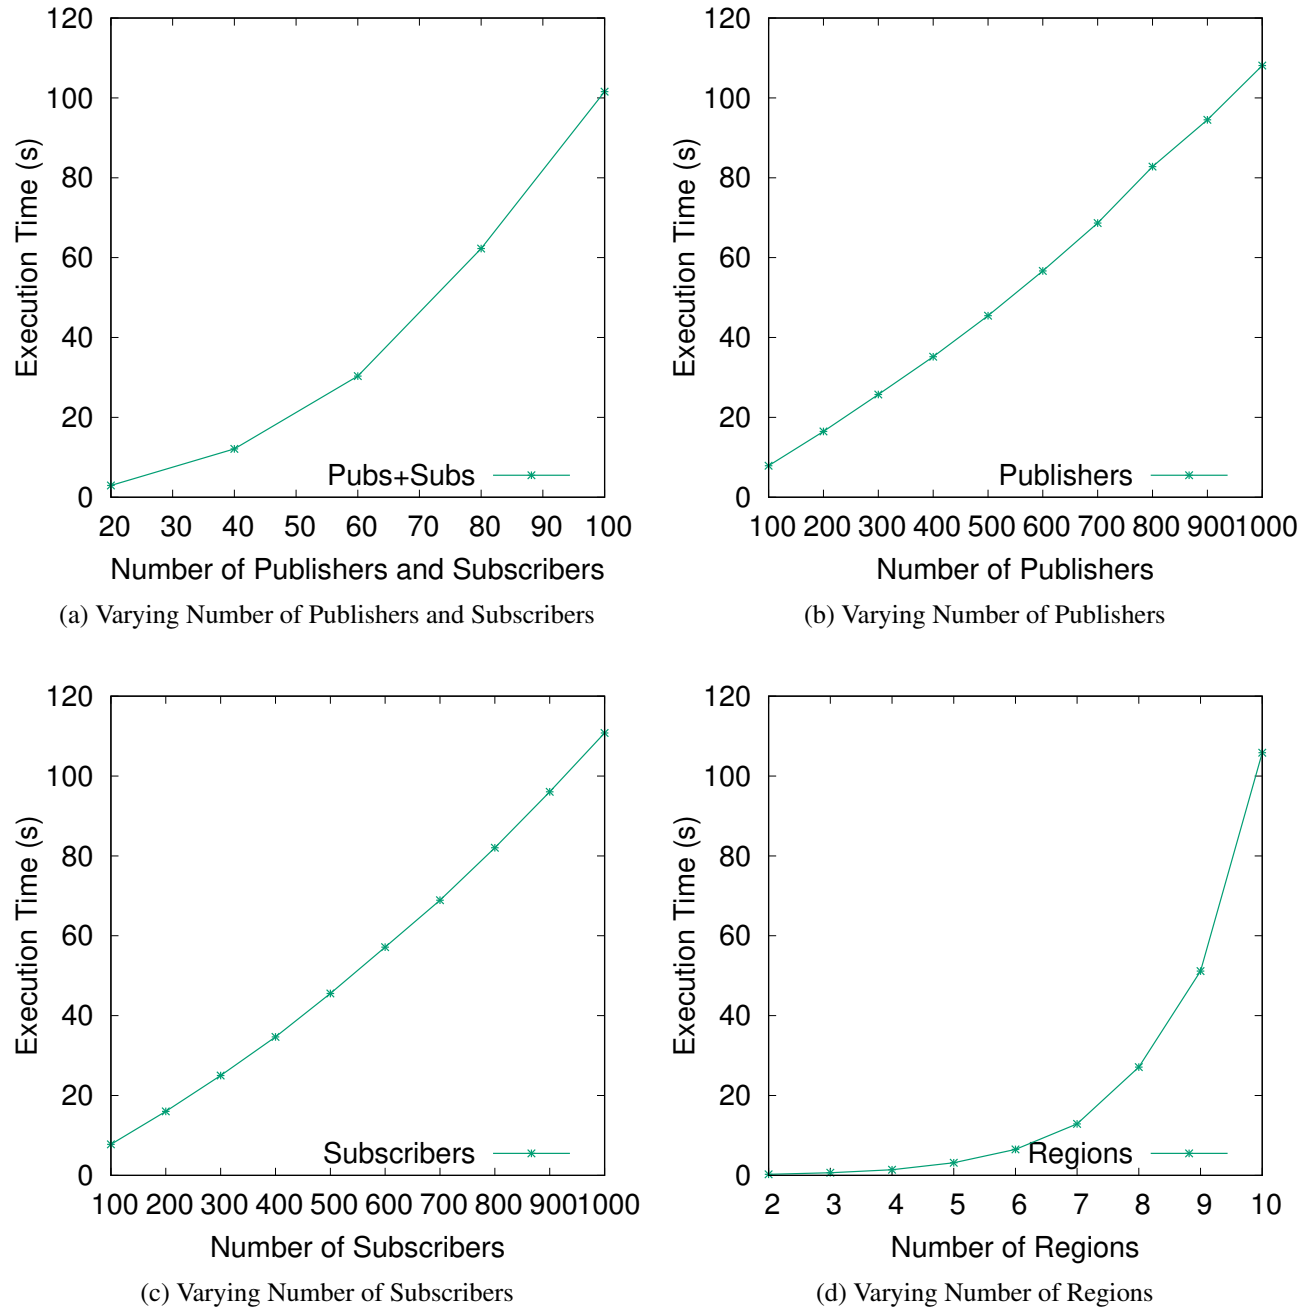 120
100
80
60
40
20
0
Execution Time (s)
Pubs+Subs
20 30 40 50 60 70 80 90 100
Number of Publishers and Subscribers
(a) Varying Number of Publishers and Subscribers
120
100
80
60
40
20
0
Execution Time (s)
Publishers
100 200 300 400 500 600 700 800 900 1000
Number of Publishers
(b) Varying Number of Publishers
120
100
80
60
40
20
0
Execution Time (s)
Subscribers
100 200 300 400 500 600 700 800 900 1000
Number of Subscribers
(c) Varying Number of Subscribers
120
100
80
60
40
20
0
Execution Time (s)
Regions
2 3 4 5 6 7 8 9 10
Number of Regions
(d) Varying Number of Regions